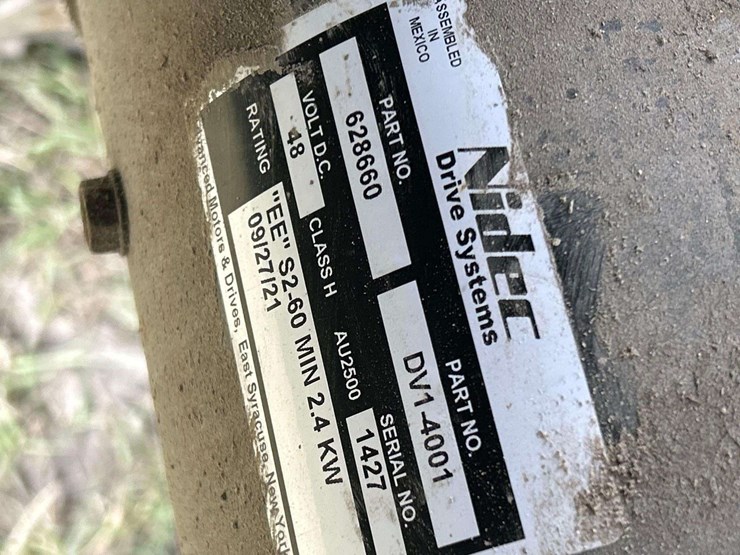 ASSEMBLED
IN
MEXICO
Nidec
Drive Systems
PART NO. PART NO.
628660 DV1-4001
VOLT D.C. CLASS H AU2500 SERIAL NO.
48 1427
RATING "EE" S2-60 MIN 2.4 KW
09/27/21
vanced Motors & Drives, East Syracuse, New York